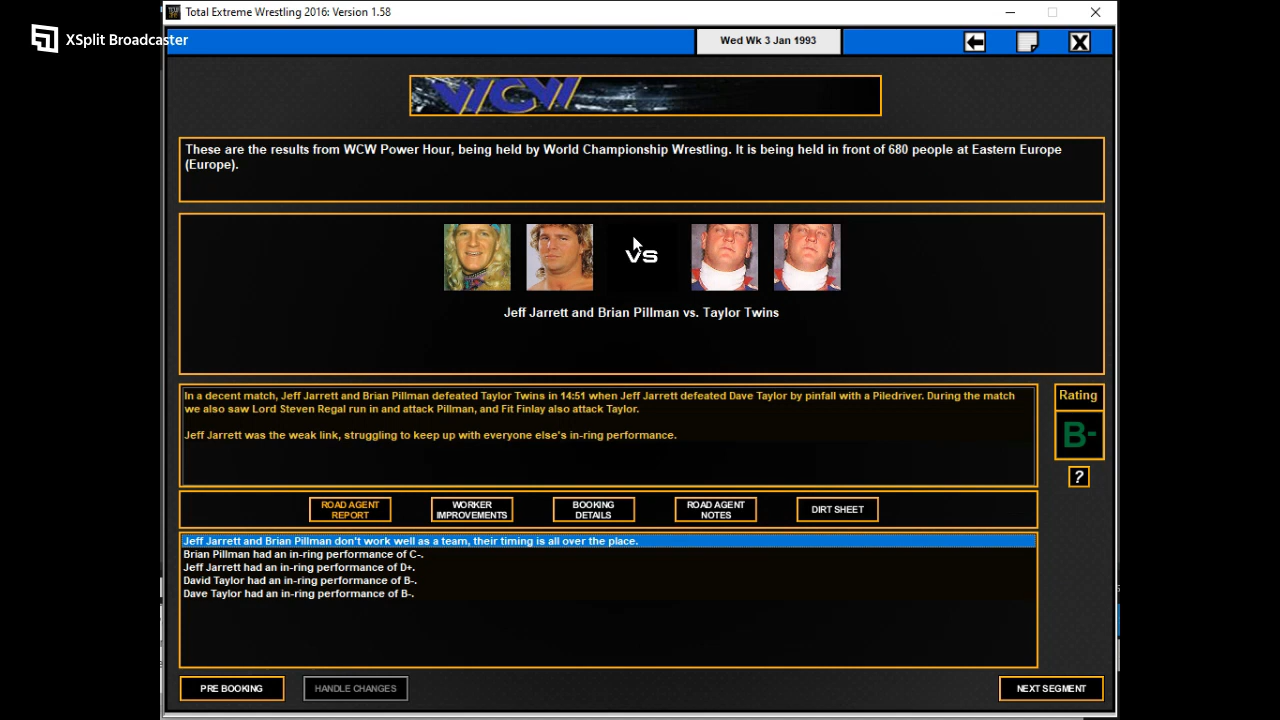 Total Extreme Wrestling 2016: Version 1.58
XSplit Broadcaster
Wed Wk 3 Jan 1993
WCW
These are the results from WCW Power Hour, being held by World Championship Wrestling. It is being held in front of 680 people at Eastern Europe
(Europe).
VS
Jeff Jarrett and Brian Pillman vs. Taylor Twins
In a decent match, Jeff Jarrett and Brian Pillman defeated Taylor Twins in 14:51 when Jeff Jarrett defeated Dave Taylor by pinfall with a Piledriver. During the match
we also saw Lord Steven Regal run in and attack Pillman, and Fit Finlay also attack Taylor.
Jeff Jarrett was the weak link, struggling to keep up with everyone else's in-ring performance.
Rating
B-
?
ROAD AGENT
REPORT
WORKER
IMPROVEMENTS
BOOKING
DETAILS
ROAD AGENT
NOTES
DIRT SHEET
Jeff Jarrett and Brian Pillman don't work well as a team, their timing is all over the place.
Brian Pillman had an in-ring performance of C-.
Jeff Jarrett had an in-ring performance of D+.
David Taylor had an in-ring performance of B-.
Dave Taylor had an in-ring performance of B-.
PRE BOOKING
HANDLE CHANGES
NEXT SEGMENT